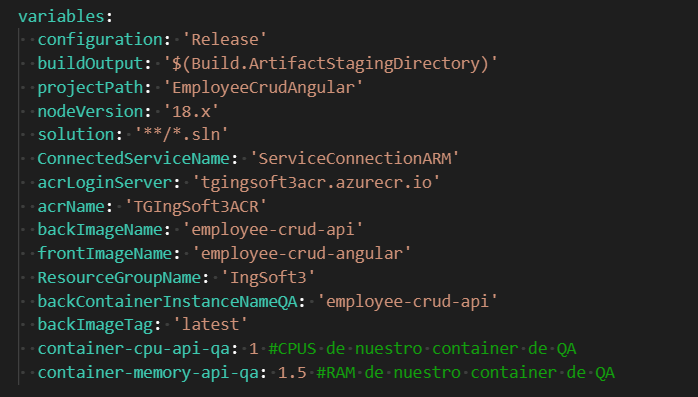 variables:
configuration: 'Release'
buildOutput: '$(Build.ArtifactStagingDirectory)'
projectPath: 'EmployeeCrudAngular'
nodeVersion: '18.x'
solution: '**/*.sln'
ConnectedServiceName: 'ServiceConnectionARM'
acrLoginServer: 'tgingsoft3acr.azurecr.io'
acrName: 'TGIngSoft3ACR'
backImageName: 'employee-crud-api'
frontImageName: 'employee-crud-angular'
ResourceGroupName: 'IngSoft3'
backContainerInstanceNameQA: 'employee-crud-api'
backImageTag: 'latest'
container-cpu-api-qa: 1 #CPUS de nuestro container de QA
container-memory-api-qa: 1.5 #RAM de nuestro container de QA